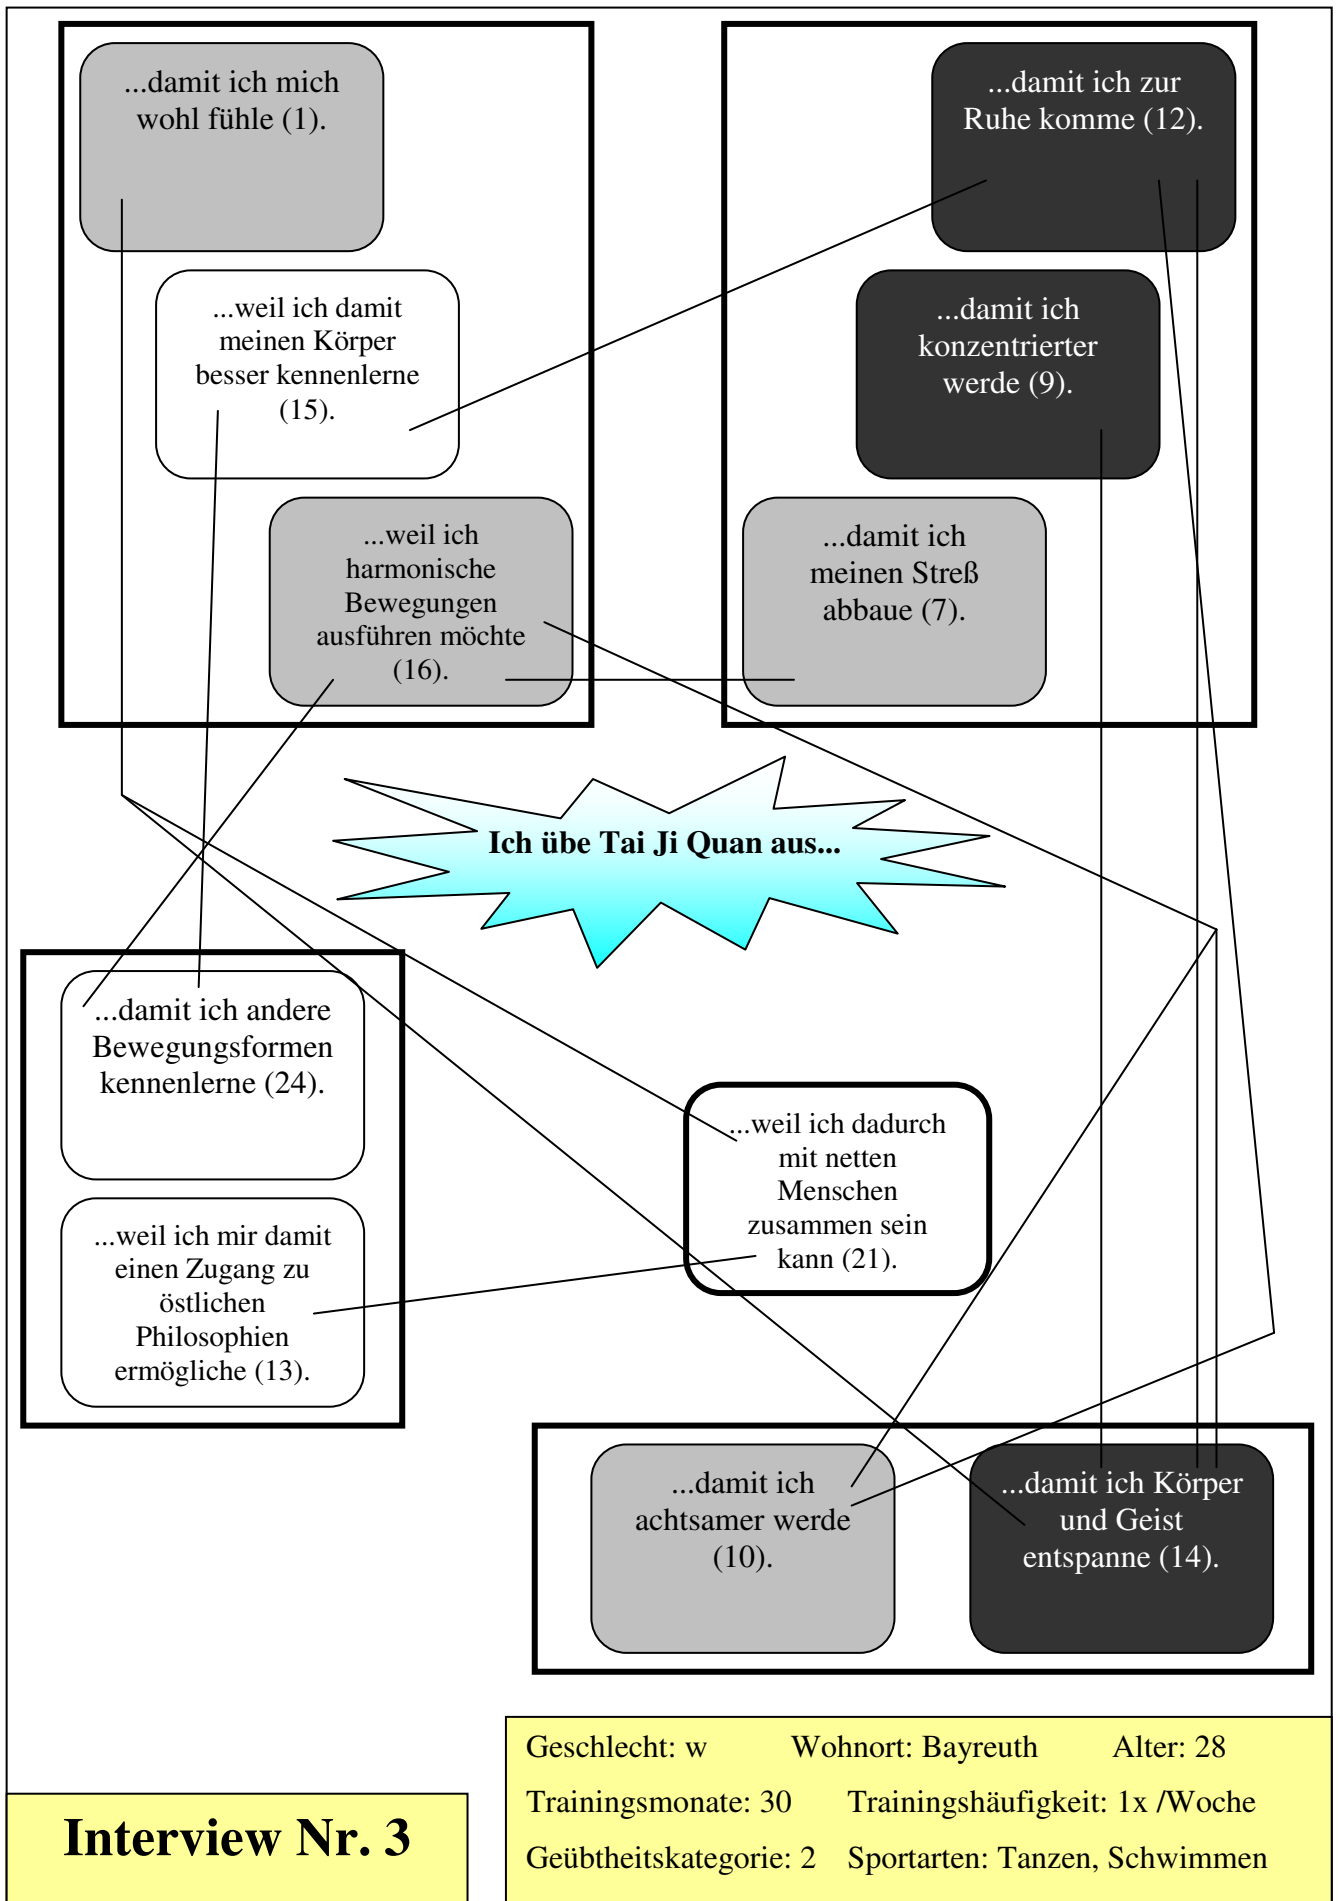 ...damit ich mich
wohl fühle (1).
...weil ich damit
meinen Körper
besser kennenlerne
(15).
...weil ich
harmonische
Bewegungen
ausführen möchte
(16).
...damit ich zur
Ruhe komme (12).
...damit ich
konzentrierter
werde (9).
...damit ich
meinen Streß
abbaue (7).
Ich übe Tai Ji Quan aus...
...damit ich andere
Bewegungsformen
kennenlerne (24).
...weil ich mir damit
einen Zugang zu
östlichen
Philosophien
ermögliche (13).
...weil ich dadurch
mit netten
Menschen
zusammen sein
kann (21).
...damit ich
achtsamer werde
(10).
...damit ich Körper
und Geist
entspanne (14).
Interview Nr. 3
Geschlecht: w Wohnort: Bayreuth Alter: 28
Trainingsmonate: 30 Trainingshäufigkeit: 1x /Woche
Geübtheitskategorie: 2 Sportarten: Tanzen, Schwimmen